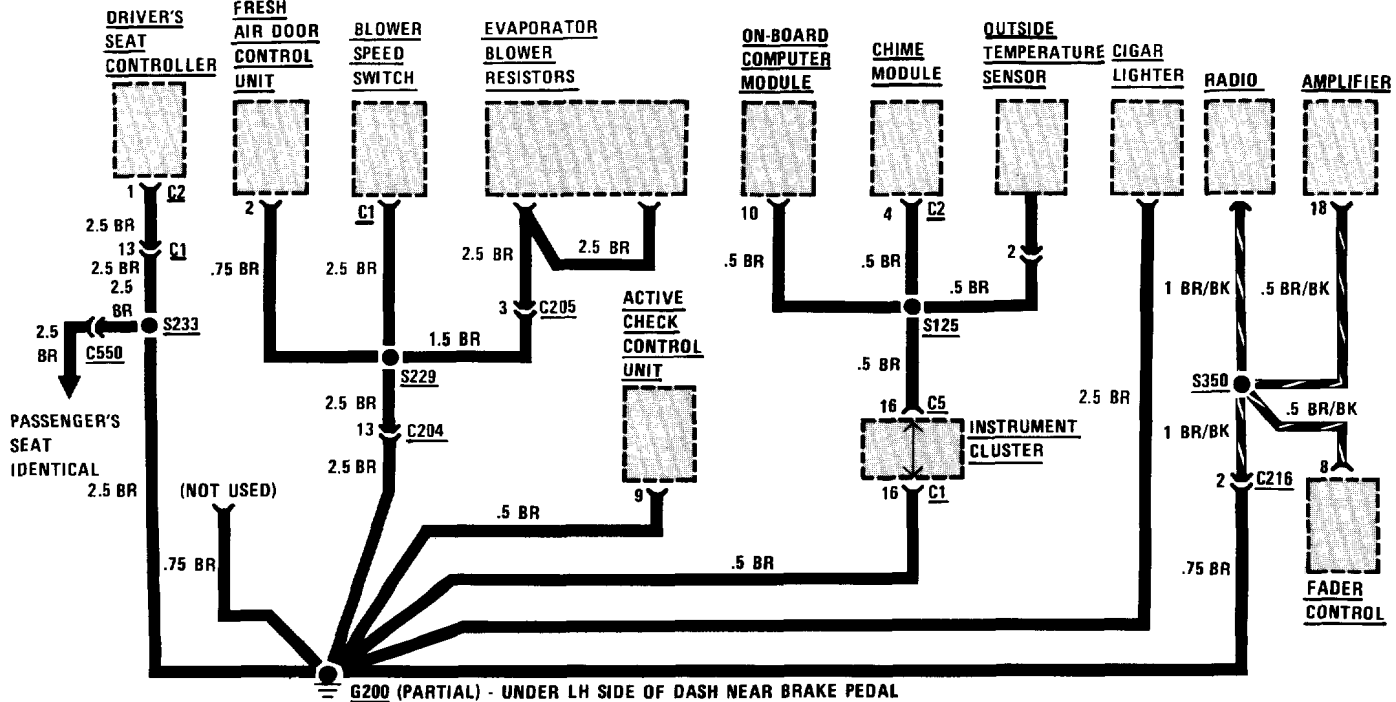 DRIVER'S
SEAT
CONTROLLER
FRESH
AIR DOOR
CONTROL
UNIT
BLOWER
SPEED
SWITCH
EVAPORATOR
BLOWER
RESISTORS
ON-BOARD
COMPUTER
MODULE
CHIME
MODULE
OUTSIDE
TEMPERATURE
SENSOR
CIGAR
LIGHTER
RADIO
AMPLIFIER
1 C2
2
C1
10
4 C2
18
2.5 BR
13 C1
2.5 BR
2.5
BR
.75 BR
2.5 BR
2.5 BR
2.5 BR
.5 BR
.5 BR
2
1 BR/BK
.5 BR/BK
3 C205
.5 BR
S125
S233
2.5
BR
C550
1.5 BR
S229
ACTIVE
CHECK
CONTROL
UNIT
.5 BR
S350
2.5 BR
.5 BR/BK
PASSENGER'S
SEAT
IDENTICAL
2.5 BR
13 C204
2.5 BR
16 C5
INSTRUMENT
CLUSTER
16 C1
1 BR/BK
2 C216
8
2.5 BR
(NOT USED)
9
.5 BR
.75 BR
.5 BR
.75 BR
FADER
CONTROL
G200 (PARTIAL) - UNDER LH SIDE OF DASH NEAR BRAKE PEDAL